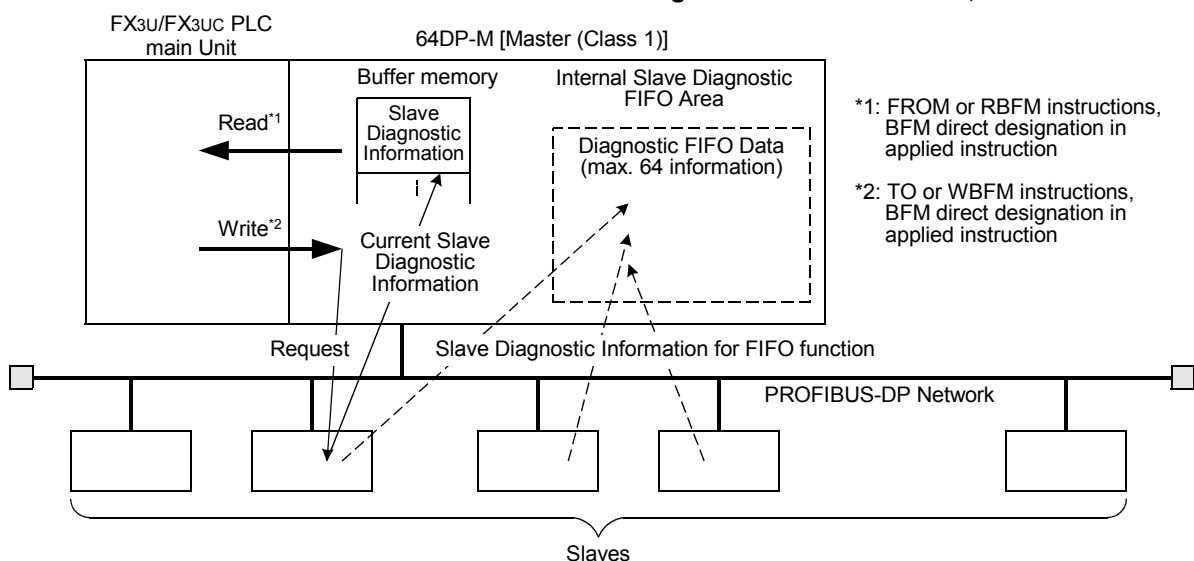 FX3U/FX3UC PLC
main Unit
64DP-M [Master (Class 1)]
Buffer memory
Internal Slave Diagnostic
FIFO Area
Read*1
Slave
Diagnostic
Information
Diagnostic FIFO Data
(max. 64 information)
*1: FROM or RBFM instructions,
BFM direct designation in
applied instruction
*2: TO or WBFM instructions,
BFM direct designation in
applied instruction
Write*2
Current Slave
Diagnostic
Information
Request
Slave Diagnostic Information for FIFO function
PROFIBUS-DP Network
Slaves